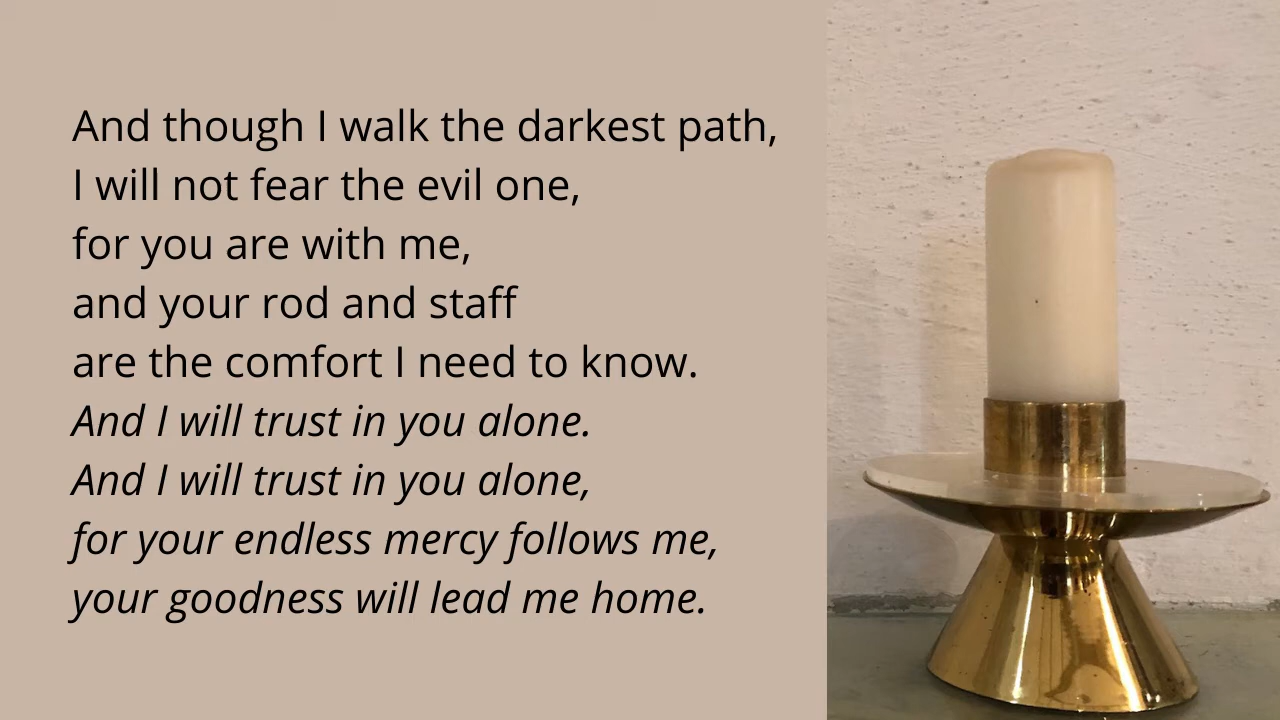 And though I walk the darkest path,
I will not fear the evil one,
for you are with me,
and your rod and staff
are the comfort I need to know.
And I will trust in you alone.
And I will trust in you alone,
for your endless mercy follows me,
your goodness will lead me home.